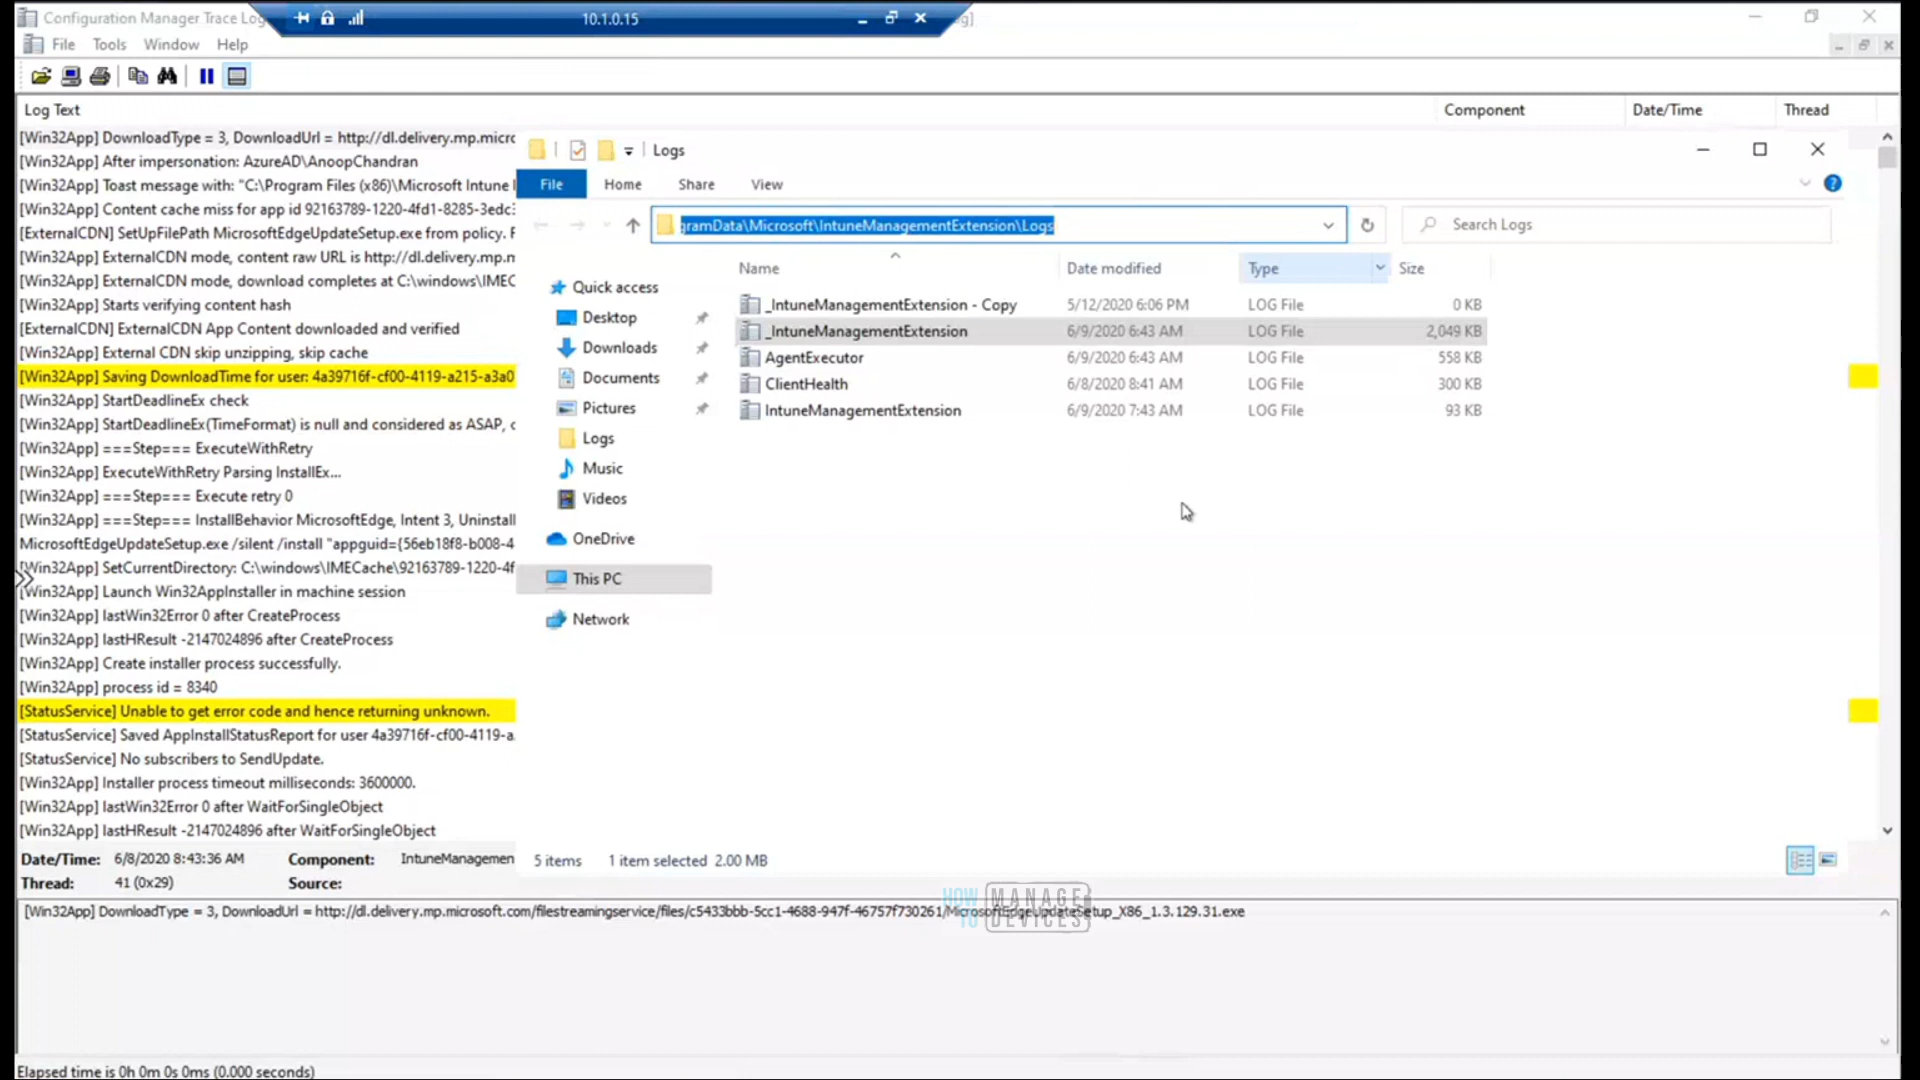 Configuration Manager Trace Log
10.1.0.15
File Tools Window Help
Log Text Component Date/Time Thread
[Win32App] DownloadType = 3, DownloadUrl = http://dl.delivery.mp.micrc
[Win32App] After impersonation: AzureAD\AnoopChandran
[Win32App] Toast message with: "C:\Program Files (x86)\Microsoft Intune
[Win32App] Content cache miss for app id 92163789-1220-4fd1-8285-3edc
[ExternalCDN] SetUpFilePath MicrosoftEdgeUpdateSetup.exe from policy.
[Win32App] ExternalCDN mode, content raw URL is http://dl.delivery.mp.m
[Win32App] ExternalCDN mode, download completes at C:\windows\IMEC
[Win32App] Starts verifying content hash
[ExternalCDN] ExternalCDN App Content downloaded and verified
[Win32App] External CDN skip unzipping, skip cache
[Win32App] Saving DownloadTime for user: 4a39716f-cf00-4119-a215-a3a0
[Win32App] StartDeadlineEx check
[Win32App] StartDeadlineEx(TimeFormat) is null and considered as ASAP,
[Win32App] ===Step=== ExecuteWithRetry
[Win32App] ExecuteWithRetry Parsing InstallEx...
[Win32App] ===Step=== Execute retry 0
[Win32App] ===Step=== InstallBehavior MicrosoftEdge, Intent 3, Uninstall
MicrosoftEdgeUpdateSetup.exe /silent /install "appguid={56eb18f8-b008-4
[Win32App] SetCurrentDirectory: C:\windows\IMECache\92163789-1220-4f
[Win32App] Launch Win32AppInstaller in machine session
[Win32App] lastWin32Error 0 after CreateProcess
[Win32App] lastHResult -2147024896 after CreateProcess
[Win32App] Create installer process successfully.
[Win32App] process id = 8340
[StatusService] Unable to get error code and hence returning unknown.
[StatusService] Saved AppInstallStatusReport for user 4a39716f-cf00-4119-a
[StatusService] No subscribers to SendUpdate.
[Win32App] Installer process timeout milliseconds: 3600000.
[Win32App] lastWin32Error 0 after WaitForSingleObject
[Win32App] lastHResult -2147024896 after WaitForSingleObject
Logs
File Home Share View
gramData\Microsoft\IntuneManagementExtension\Logs
Search Logs
Name Date modified Type Size
_IntuneManagementExtension - Copy 5/12/2020 6:06 PM LOG File 0 KB
_IntuneManagementExtension 6/9/2020 6:43 AM LOG File 2,049 KB
AgentExecutor 6/9/2020 6:43 AM LOG File 558 KB
ClientHealth 6/8/2020 8:41 AM LOG File 300 KB
IntuneManagementExtension 6/9/2020 7:43 AM LOG File 93 KB
Quick access
Desktop
Downloads
Documents
Pictures
Logs
Music
Videos
OneDrive
This PC
Network
5 items 1 item selected 2.00 MB
Date/Time: 6/8/2020 8:43:36 AM Component: IntuneManagemen
Thread: 41 (0x29) Source:
HOW TO MANAGE DEVICES
[Win32App] DownloadType = 3, DownloadUrl = http://dl.delivery.mp.microsoft.com/filestreamingservice/files/c5433bbb-5cc1-4688-947f-46757f730261/MicrosoftEdgeUpdateSetup_X86_1.3.129.31.exe
Elapsed time is 0h 0m 0s 0ms (0.000 seconds)